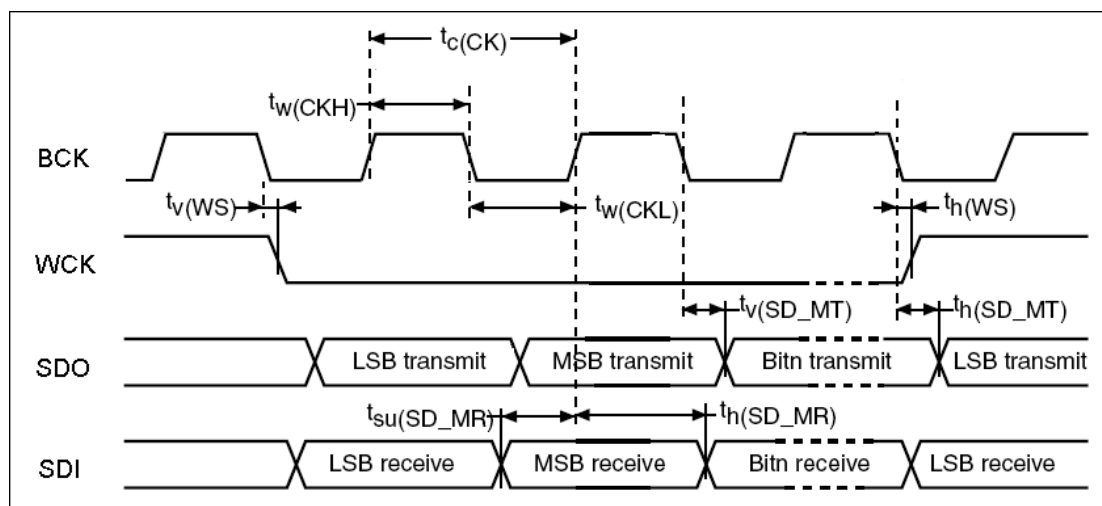 tc(CK)
tw(CKH)
BCK
tv(WS)
tw(CKL)
th(WS)
WCK
tv(SD_MT)
th(SD_MT)
SDO
LSB transmit
MSB transmit
Bitn transmit
LSB transmit
tsu(SD_MR)
th(SD_MR)
SDI
LSB receive
MSB receive
Bitn receive
LSB receive